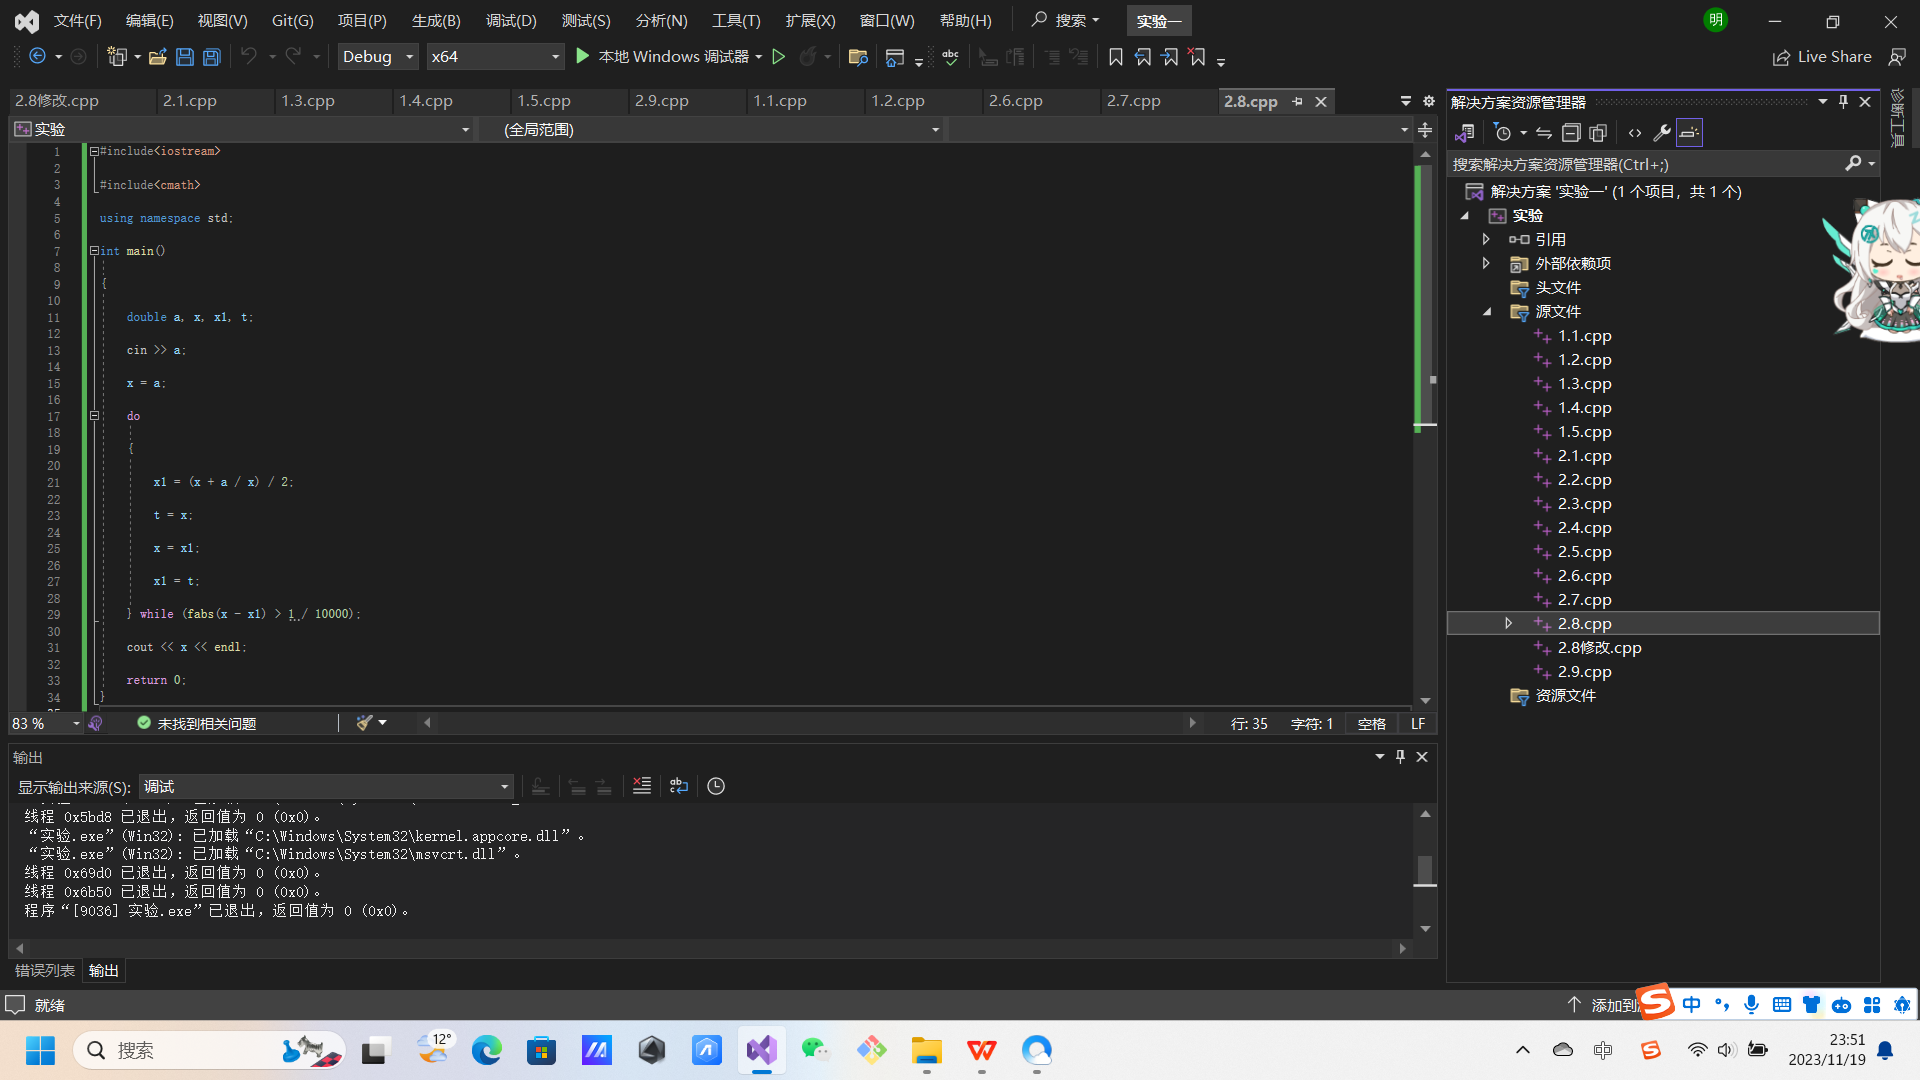 文件(F) 编辑(E) 视图(V) Git(G) 项目(P) 生成(B) 调试(D) 测试(S) 分析(N) 工具(T) 扩展(X) 窗口(W) 帮助(H) 搜索 实验一 明
Debug x64 本地 Windows 调试器 Live Share
2.8修改.cpp 2.1.cpp 1.3.cpp 1.4.cpp 1.5.cpp 2.9.cpp 1.1.cpp 1.2.cpp 2.6.cpp 2.7.cpp 2.8.cpp
实验 (全局范围)
1 #include<iostream>
2
3 #include<cmath>
4
5 using namespace std;
6
7 int main()
8
9 {
10
11 double a, x, x1, t;
12
13 cin >> a;
14
15 x = a;
16
17 do
18
19 {
20
21 x1 = (x + a / x) / 2;
22
23 t = x;
24
25 x = x1;
26
27 x1 = t;
28
29 } while (fabs(x - x1) > 1 / 10000);
30
31 cout << x << endl;
32
33 return 0;
34 }
83 % 未找到相关问题 行: 35 字符: 1 空格 LF
输出
显示输出来源(S): 调试
线程 0x5bd8 已退出，返回值为 0 (0x0)。
“实验.exe”(Win32): 已加载“C:\Windows\System32\kernel.appcore.dll”。
“实验.exe”(Win32): 已加载“C:\Windows\System32\msvcrt.dll”。
线程 0x69d0 已退出，返回值为 0 (0x0)。
线程 0x6b50 已退出，返回值为 0 (0x0)。
程序“[9036] 实验.exe”已退出，返回值为 0 (0x0)。
错误列表 输出
解决方案资源管理器
搜索解决方案资源管理器(Ctrl+;)
解决方案 '实验一' (1 个项目，共 1 个)
实验
引用
外部依赖项
头文件
源文件
1.1.cpp
1.2.cpp
1.3.cpp
1.4.cpp
1.5.cpp
2.1.cpp
2.2.cpp
2.3.cpp
2.4.cpp
2.5.cpp
2.6.cpp
2.7.cpp
2.8.cpp
2.8修改.cpp
2.9.cpp
资源文件
诊断工具
就绪 添加到 中
搜索 12° 中 23:51
2023/11/19